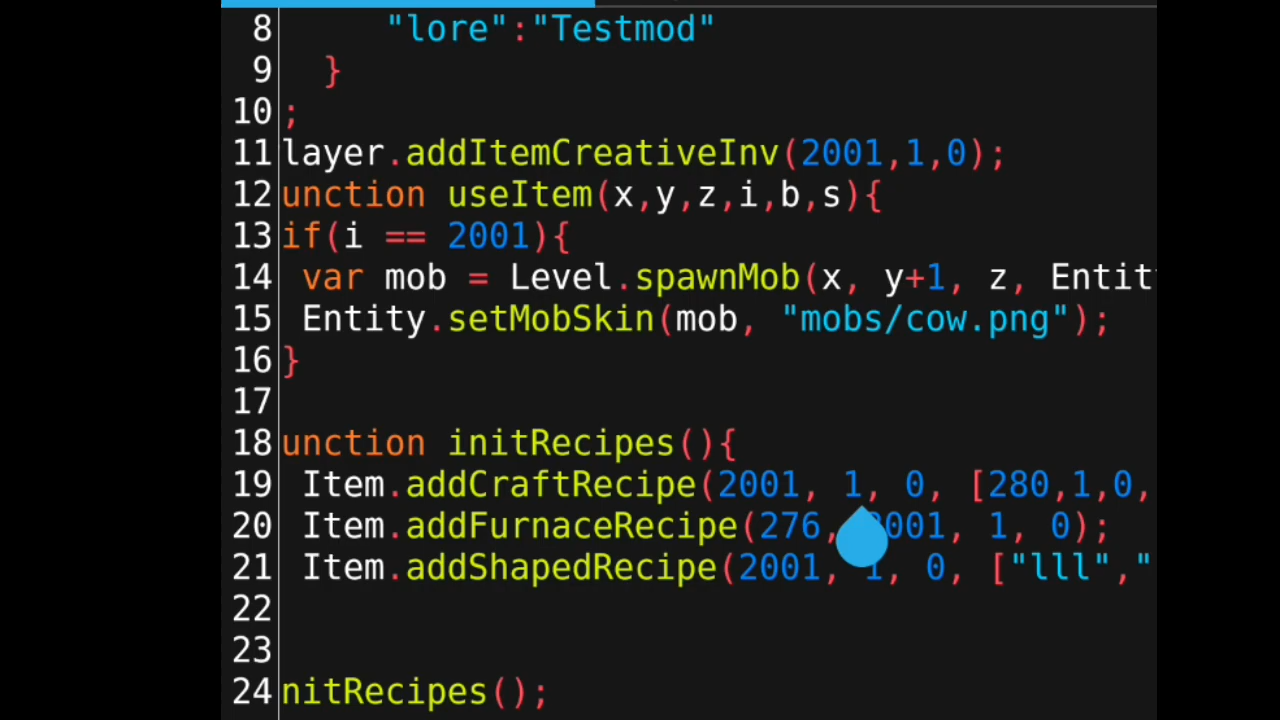 8 "lore":"Testmod"
9 }
10 ;
11 layer.addItemCreativeInv(2001,1,0);
12 unction useItem(x,y,z,i,b,s){
13 if(i == 2001){
14 var mob = Level.spawnMob(x, y+1, z, Entit
15 Entity.setMobSkin(mob, "mobs/cow.png");
16 }
17
18 unction initRecipes(){
19 Item.addCraftRecipe(2001, 1, 0, [280,1,0,
20 Item.addFurnaceRecipe(276, 2001, 1, 0);
21 Item.addShapedRecipe(2001, 1, 0, ["lll","
22
23
24 nitRecipes();